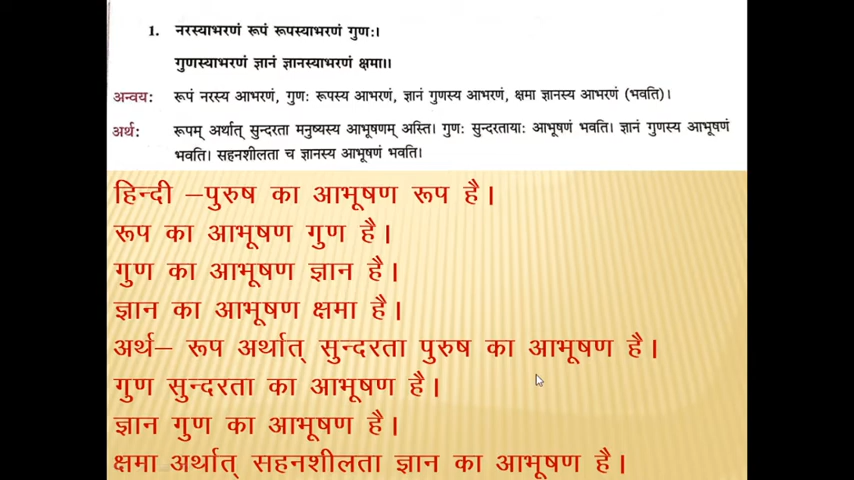 1. नरस्याभरणं रूपं रूपस्याभरणं गुणः।
गुणस्याभरणं ज्ञानं ज्ञानस्याभरणं क्षमा।।
अन्वयः रूपं नरस्य आभरणं, गुणः रूपस्य आभरणं, ज्ञानं गुणस्य आभरणं, क्षमा ज्ञानस्य आभरणं (भवति)।
अर्थः रूपम् अर्थात् सुन्दरता मनुष्यस्य आभूषणम् अस्ति। गुणः सुन्दरतायाः आभूषणं भवति। ज्ञानं गुणस्य आभूषणं
भवति। सहनशीलता च ज्ञानस्य आभूषणं भवति।
हिन्दी –पुरुष का आभूषण रूप है।
रूप का आभूषण गुण है।
गुण का आभूषण ज्ञान है।
ज्ञान का आभूषण क्षमा है।
अर्थ– रूप अर्थात् सुन्दरता पुरुष का आभूषण है।
गुण सुन्दरता का आभूषण है।
ज्ञान गुण का आभूषण है।
क्षमा अर्थात् सहनशीलता ज्ञान का आभूषण है।